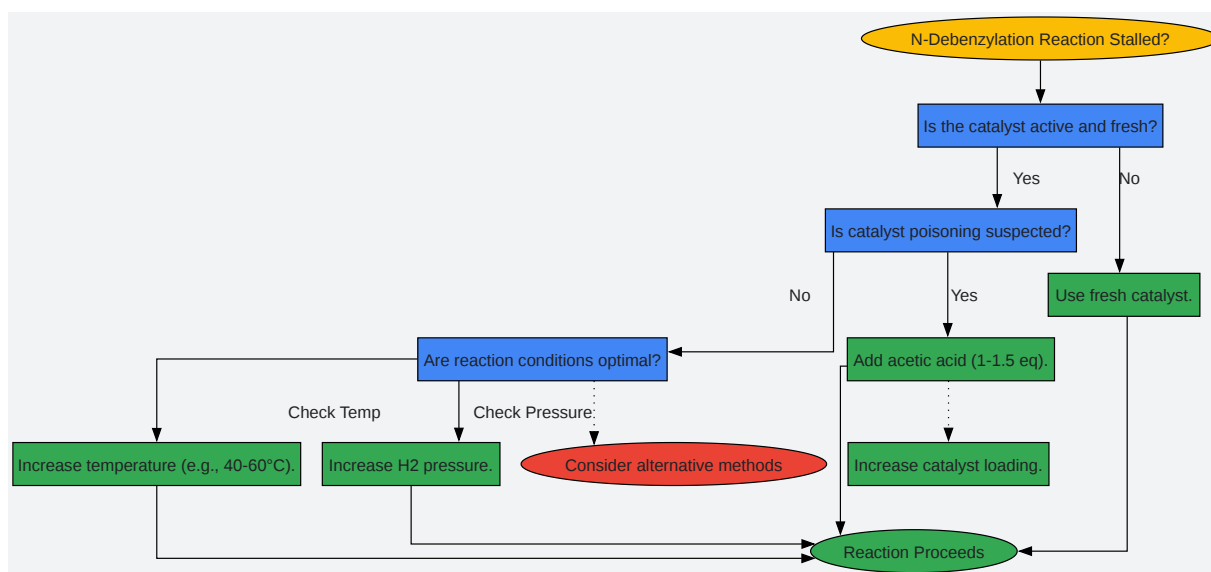 N-Debenzylation Reaction Stalled?
Is the catalyst active and fresh?
Yes
No
Is catalyst poisoning suspected?
No
Yes
Use fresh catalyst.
Are reaction conditions optimal?
Add acetic acid (1-1.5 eq).
Check Temp
Check Pressure
Increase temperature (e.g., 40-60°C).
Increase H2 pressure.
Consider alternative methods
Increase catalyst loading.
Reaction Proceeds